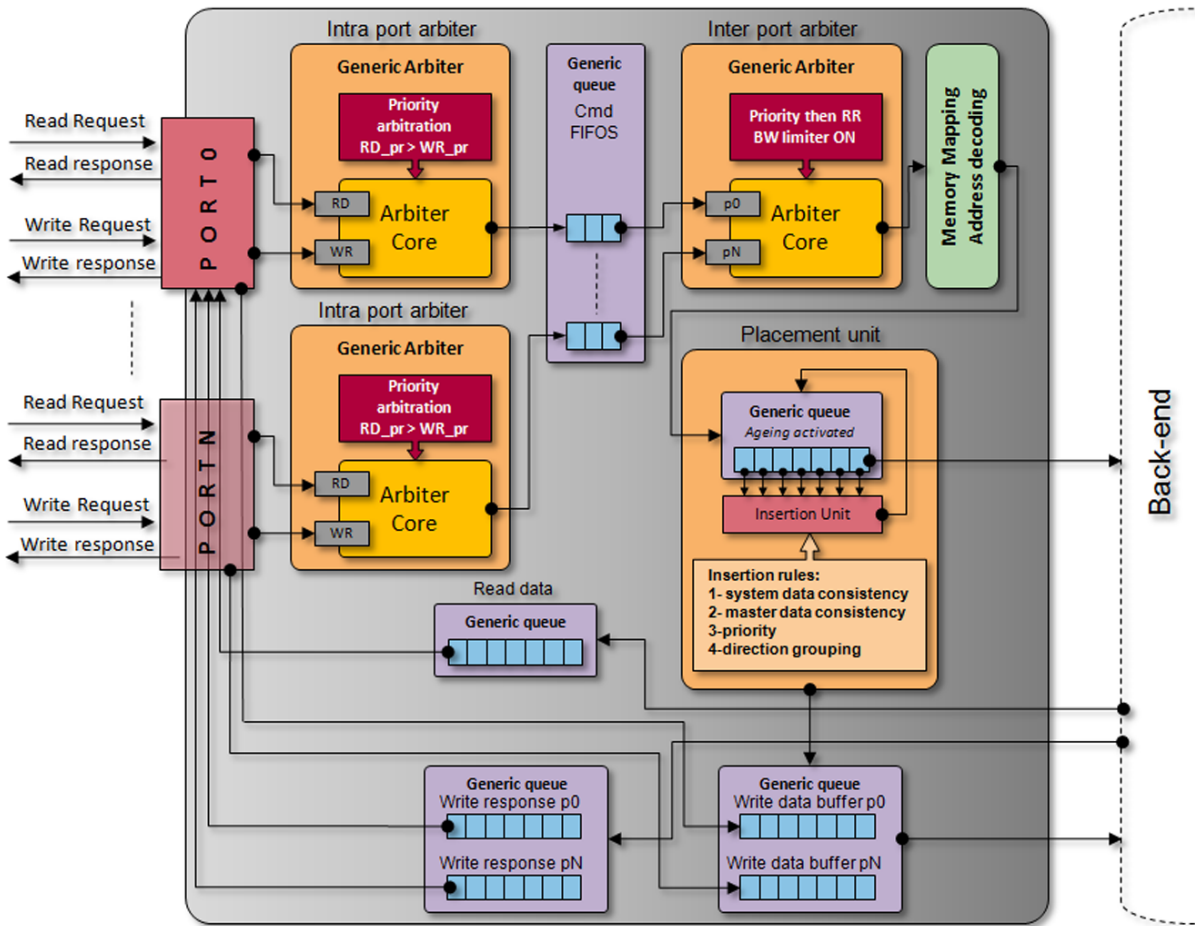 Intra port arbiter
Generic Arbiter
Priority
arbitration
RD_pr > WR_pr
RD
WR
Arbiter
Core
Generic
queue
Cmd
FIFOS
Inter port arbiter
Generic Arbiter
Priority then RR
BW limiter ON
p0
pN
Arbiter
Core
Memory Mapping
Address decoding
Read Request
Read response
Write Request
Write response
PORT0
Intra port arbiter
Generic Arbiter
Priority
arbitration
RD_pr > WR_pr
RD
WR
Arbiter
Core
Read Request
Read response
Write Request
Write response
PORTN
Placement unit
Generic queue
Ageing activated
Insertion Unit
Insertion rules:
1- system data consistency
2- master data consistency
3-priority
4-direction grouping
Back-end
Read data
Generic queue
Generic queue
Write response p0
Write response pN
Generic queue
Write data buffer p0
Write data buffer pN